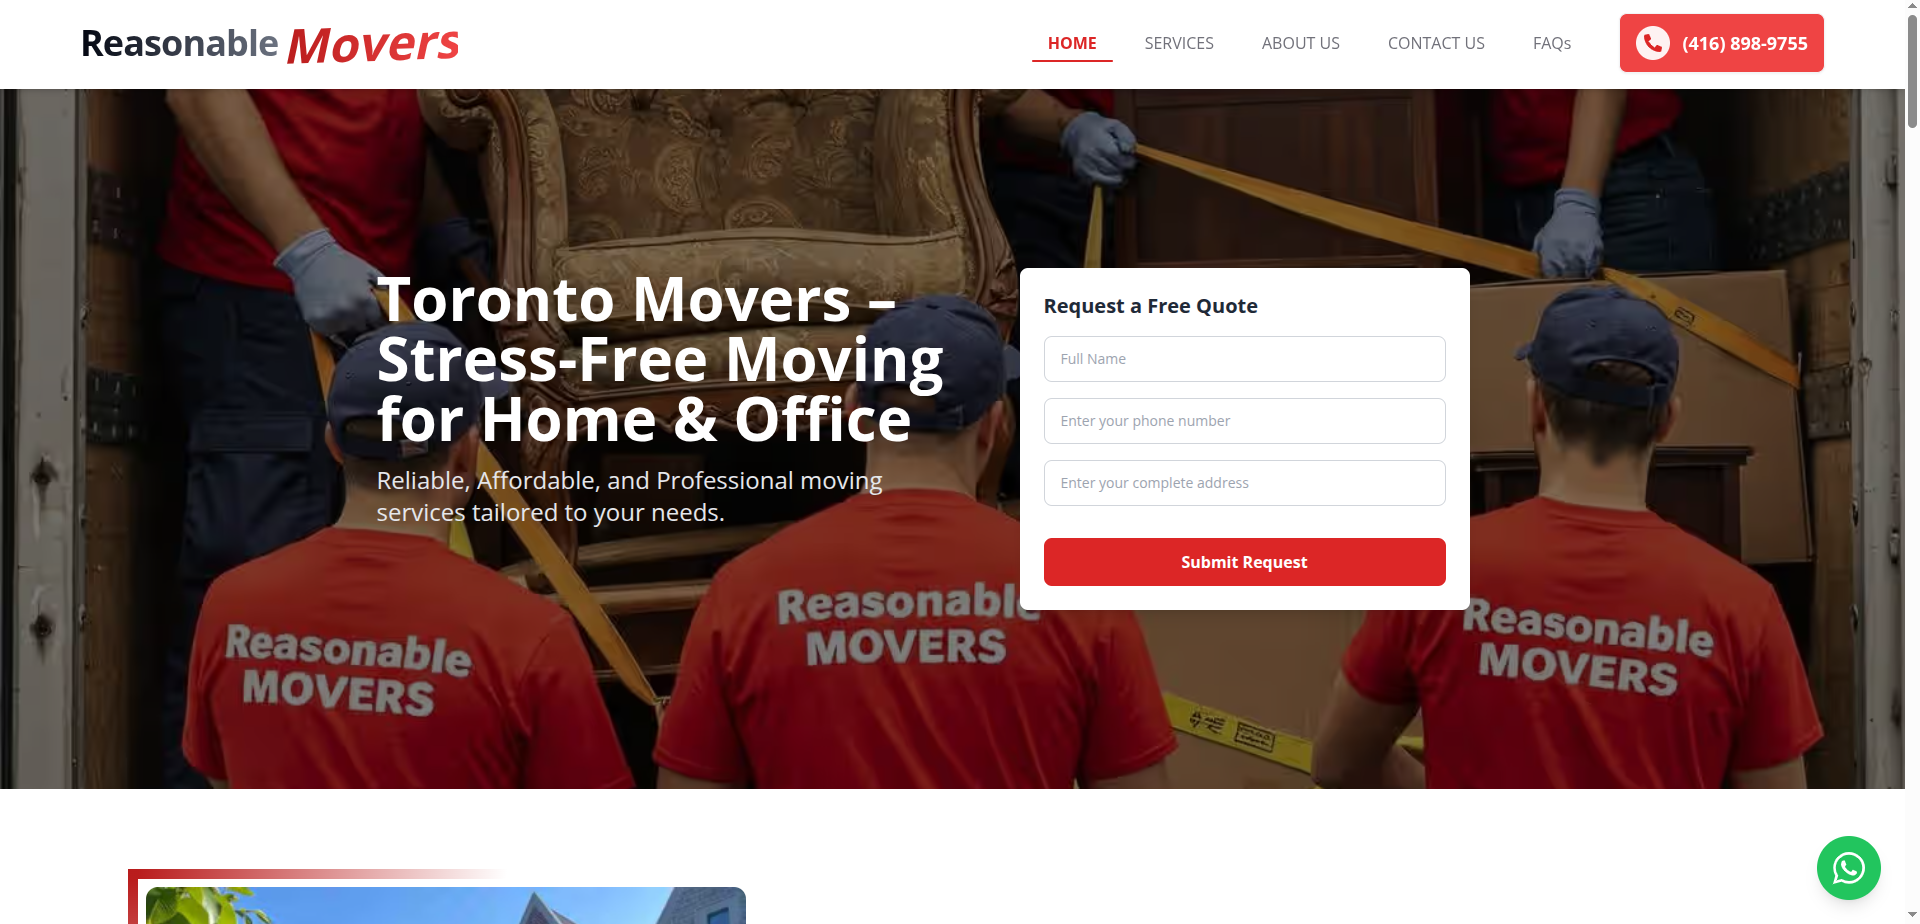 Reasonable Movers
HOME
SERVICES
ABOUT US
CONTACT US
FAQs
(416) 898-9755
Toronto Movers –
Stress-Free Moving
for Home & Office
Reliable, Affordable, and Professional moving
services tailored to your needs.
Request a Free Quote
Full Name
Enter your phone number
Enter your complete address
Submit Request
Reasonable
MOVERS
Reasonable
MOVERS
Reasonable
MOVERS